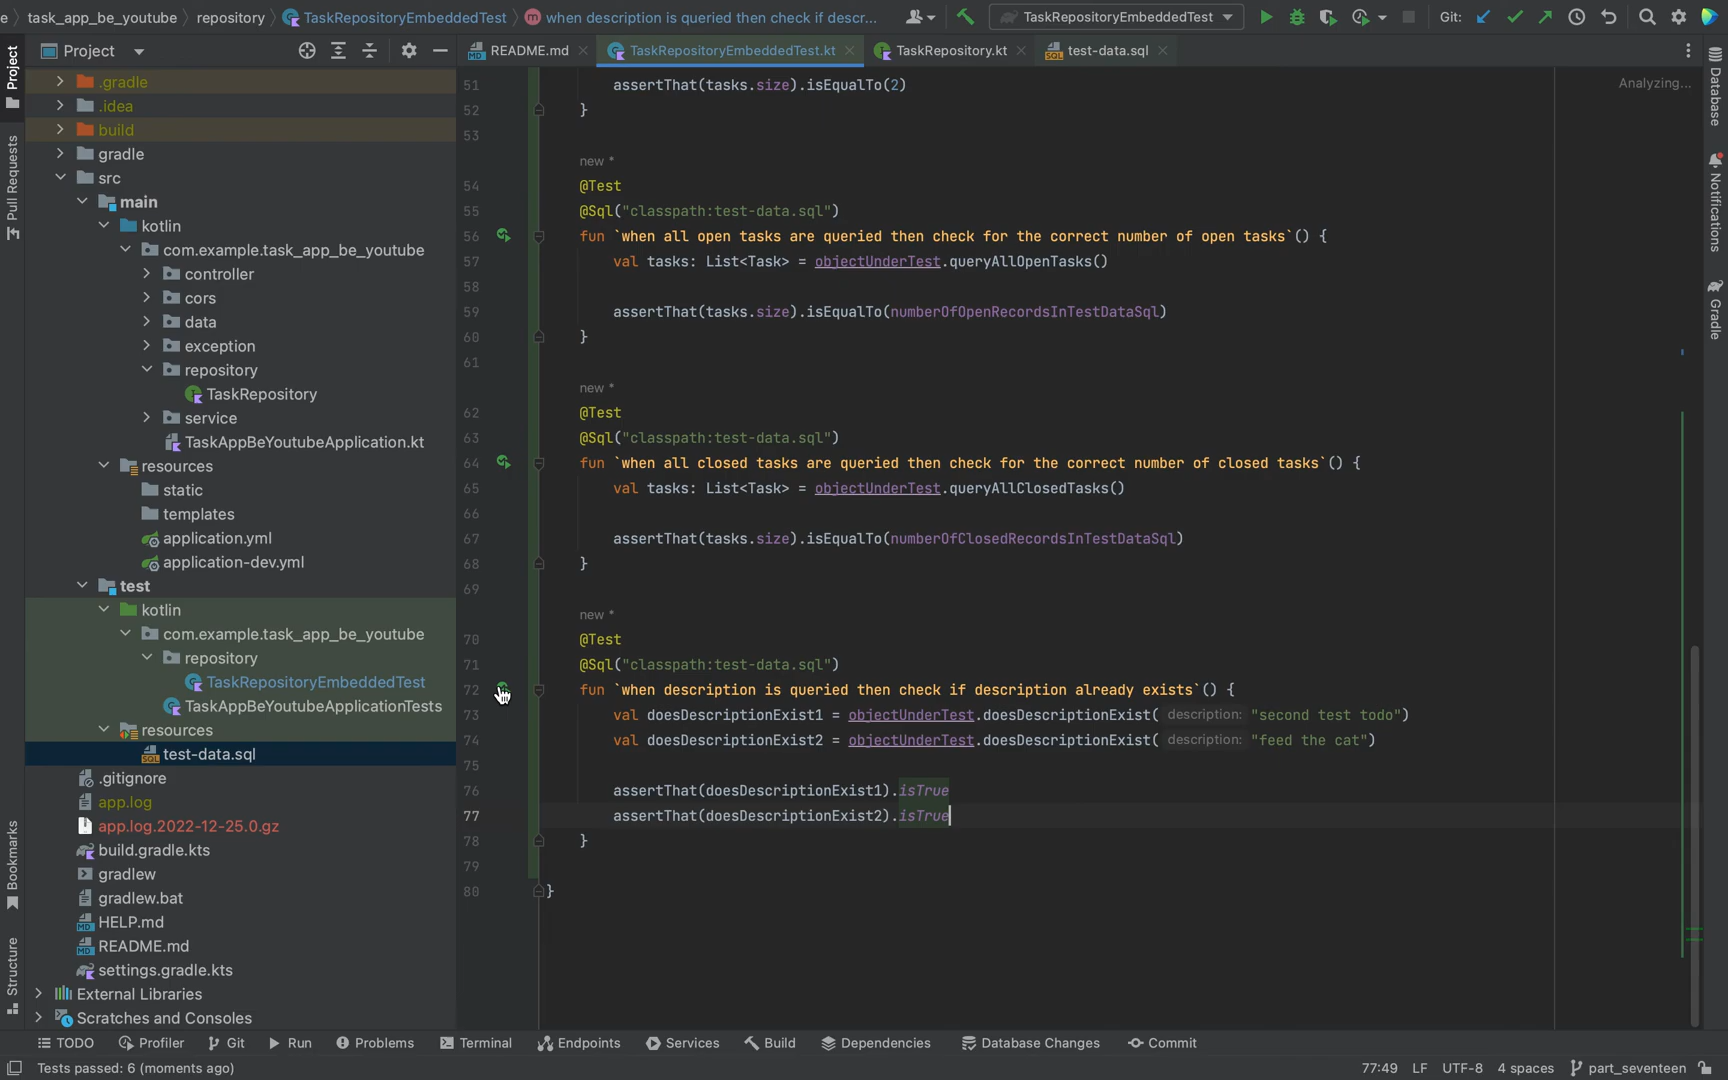 e
task_app_be_youtube
repository
TaskRepositoryEmbeddedTest
when description is queried then check if descr...
TaskRepositoryEmbeddedTest
Git:
Project
README.md
TaskRepositoryEmbeddedTest.kt
TaskRepository.kt
test-data.sql
Project
Pull Requests
Bookmarks
Structure
Database
Notifications
Gradle
.gradle
.idea
build
gradle
src
main
kotlin
com.example.task_app_be_youtube
controller
cors
data
exception
repository
TaskRepository
service
TaskAppBeYoutubeApplication.kt
resources
static
templates
application.yml
application-dev.yml
test
kotlin
com.example.task_app_be_youtube
repository
TaskRepositoryEmbeddedTest
TaskAppBeYoutubeApplicationTests
resources
test-data.sql
.gitignore
app.log
app.log.2022-12-25.0.gz
build.gradle.kts
gradlew
gradlew.bat
HELP.md
README.md
settings.gradle.kts
External Libraries
Scratches and Consoles
Analyzing...
51 assertThat(tasks.size).isEqualTo(2)
52 }
53
new *
54 @Test
55 @Sql("classpath:test-data.sql")
56 fun `when all open tasks are queried then check for the correct number of open tasks`() {
57 val tasks: List<Task> = objectUnderTest.queryAllOpenTasks()
58
59 assertThat(tasks.size).isEqualTo(numberOfOpenRecordsInTestDataSql)
60 }
61
new *
62 @Test
63 @Sql("classpath:test-data.sql")
64 fun `when all closed tasks are queried then check for the correct number of closed tasks`() {
65 val tasks: List<Task> = objectUnderTest.queryAllClosedTasks()
66
67 assertThat(tasks.size).isEqualTo(numberOfClosedRecordsInTestDataSql)
68 }
69
new *
70 @Test
71 @Sql("classpath:test-data.sql")
72 fun `when description is queried then check if description already exists`() {
73 val doesDescriptionExist1 = objectUnderTest.doesDescriptionExist( description: "second test todo")
74 val doesDescriptionExist2 = objectUnderTest.doesDescriptionExist( description: "feed the cat")
75
76 assertThat(doesDescriptionExist1).isTrue
77 assertThat(doesDescriptionExist2).isTrue
78 }
79
80 }
TODO
Profiler
Git
Run
Problems
Terminal
Endpoints
Services
Build
Dependencies
Database Changes
Commit
Tests passed: 6 (moments ago)
77:49
LF
UTF-8
4 spaces
part_seventeen